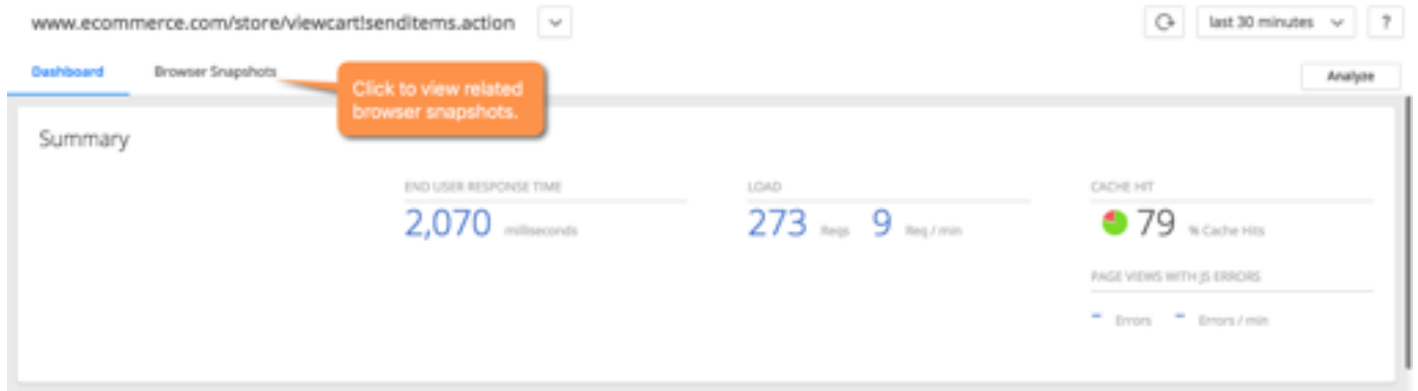 www.ecommerce.com/store/viewcart!senditems.action
last 30 minutes
?
Dashboard
Browser Snapshots
Click to view related
browser snapshots.
Analyze
Summary
END USER RESPONSE TIME
2,070 milliseconds
LOAD
273 Reqs 9 Req / min
CACHE HIT
79 % Cache Hits
PAGE VIEWS WITH JS ERRORS
- Errors - Errors / min